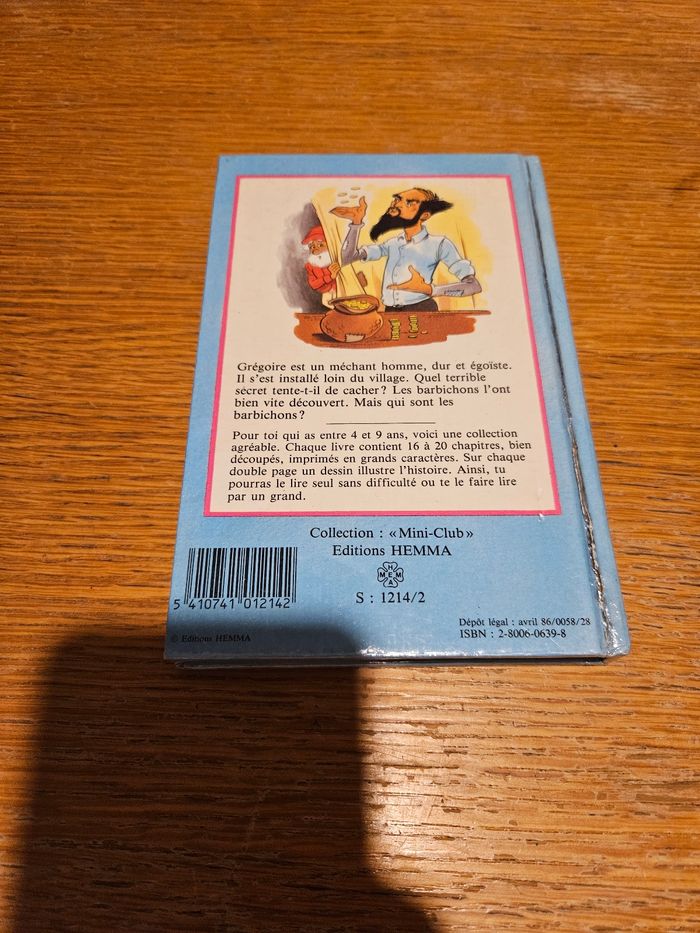 Grégoire est un méchant homme, dur et égoïste.
Il s'est installé loin du village. Quel terrible
secret tente-t-il de cacher? Les barbichons l'ont
bien vite découvert. Mais qui sont les
barbichons?
Pour toi qui as entre 4 et 9 ans, voici une collection
agréable. Chaque livre contient 16 à 20 chapitres, bien
découpés, imprimés en grands caractères. Sur chaque
double page un dessin illustre l'histoire. Ainsi, tu
pourras le lire seul sans difficulté ou te le faire lire
par un grand.
Collection : «Mini-Club»
Editions HEMMA
HEMMA
S : 1214/2
5 410741 012142
Dépôt légal : avril 86/0058/28
ISBN : 2-8006-0639-8
© Editions HEMMA